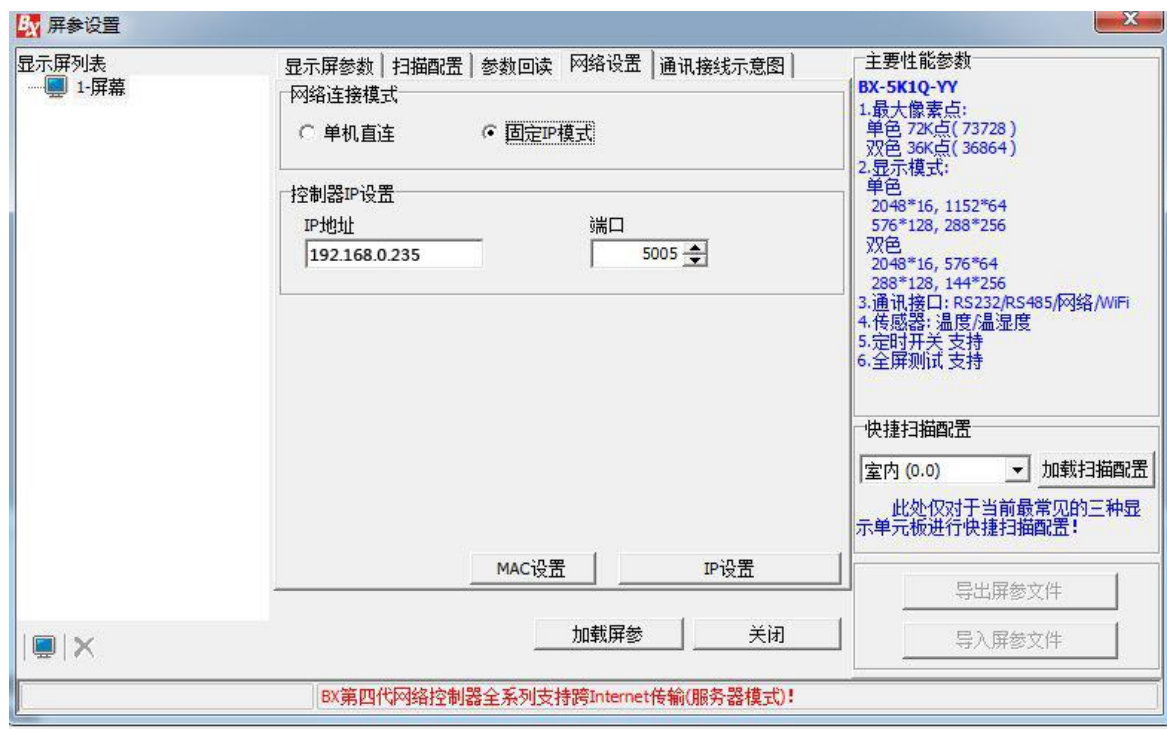 BX 屏参设置
X
显示屏列表
1-屏幕
显示屏参数 扫描配置 参数回读 网络设置 通讯接线示意图
网络连接模式
单机直连 固定IP模式
控制器IP设置
IP地址 端口
192.168.0.235 5005
MAC设置 IP设置
加载屏参 关闭
主要性能参数
BX-5K1Q-YY
1.最大像素点:
单色 72K点(73728)
双色 36K点(36864)
2.显示模式:
单色
2048*16, 1152*64
576*128, 288*256
双色
2048*16, 576*64
288*128, 144*256
3.通讯接口: RS232/RS485/网络/WiFi
4.传感器: 温度/温湿度
5.定时开关 支持
6.全屏测试 支持
快捷扫描配置
室内 (0.0) 加载扫描配置
此处仅对于当前最常见的三种显
示单元板进行快捷扫描配置!
导出屏参文件
导入屏参文件
BX第四代网络控制器全系列支持跨Internet传输(服务器模式)!